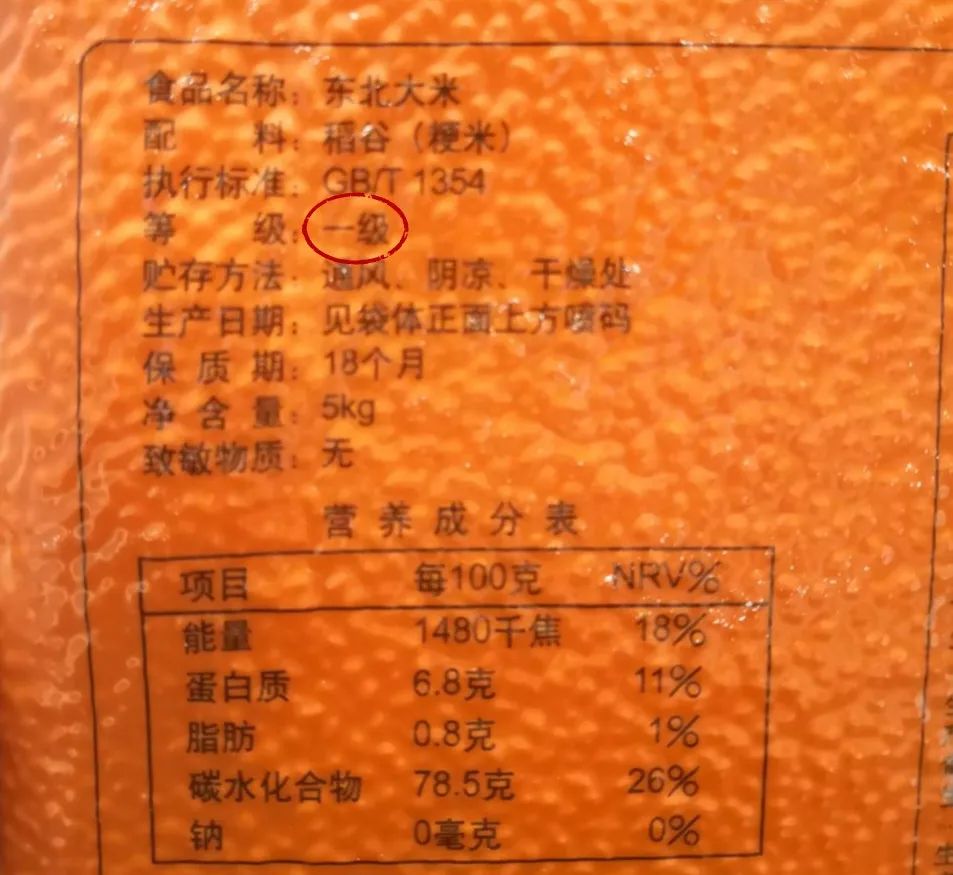 食品名称：东北大米
配料：稻谷（粳米）
执行标准：GB/T 1354
等级：一级
贮存方法：通风、阴凉、干燥处
生产日期：见袋体正面上方喷码
保质期：18个月
净含量：5kg
致敏物质：无
营养成分表
项目 每100克 NRV%
能量 1480千焦 18%
蛋白质 6.8克 11%
脂肪 0.8克 1%
碳水化合物 78.5克 26%
钠 0毫克 0%